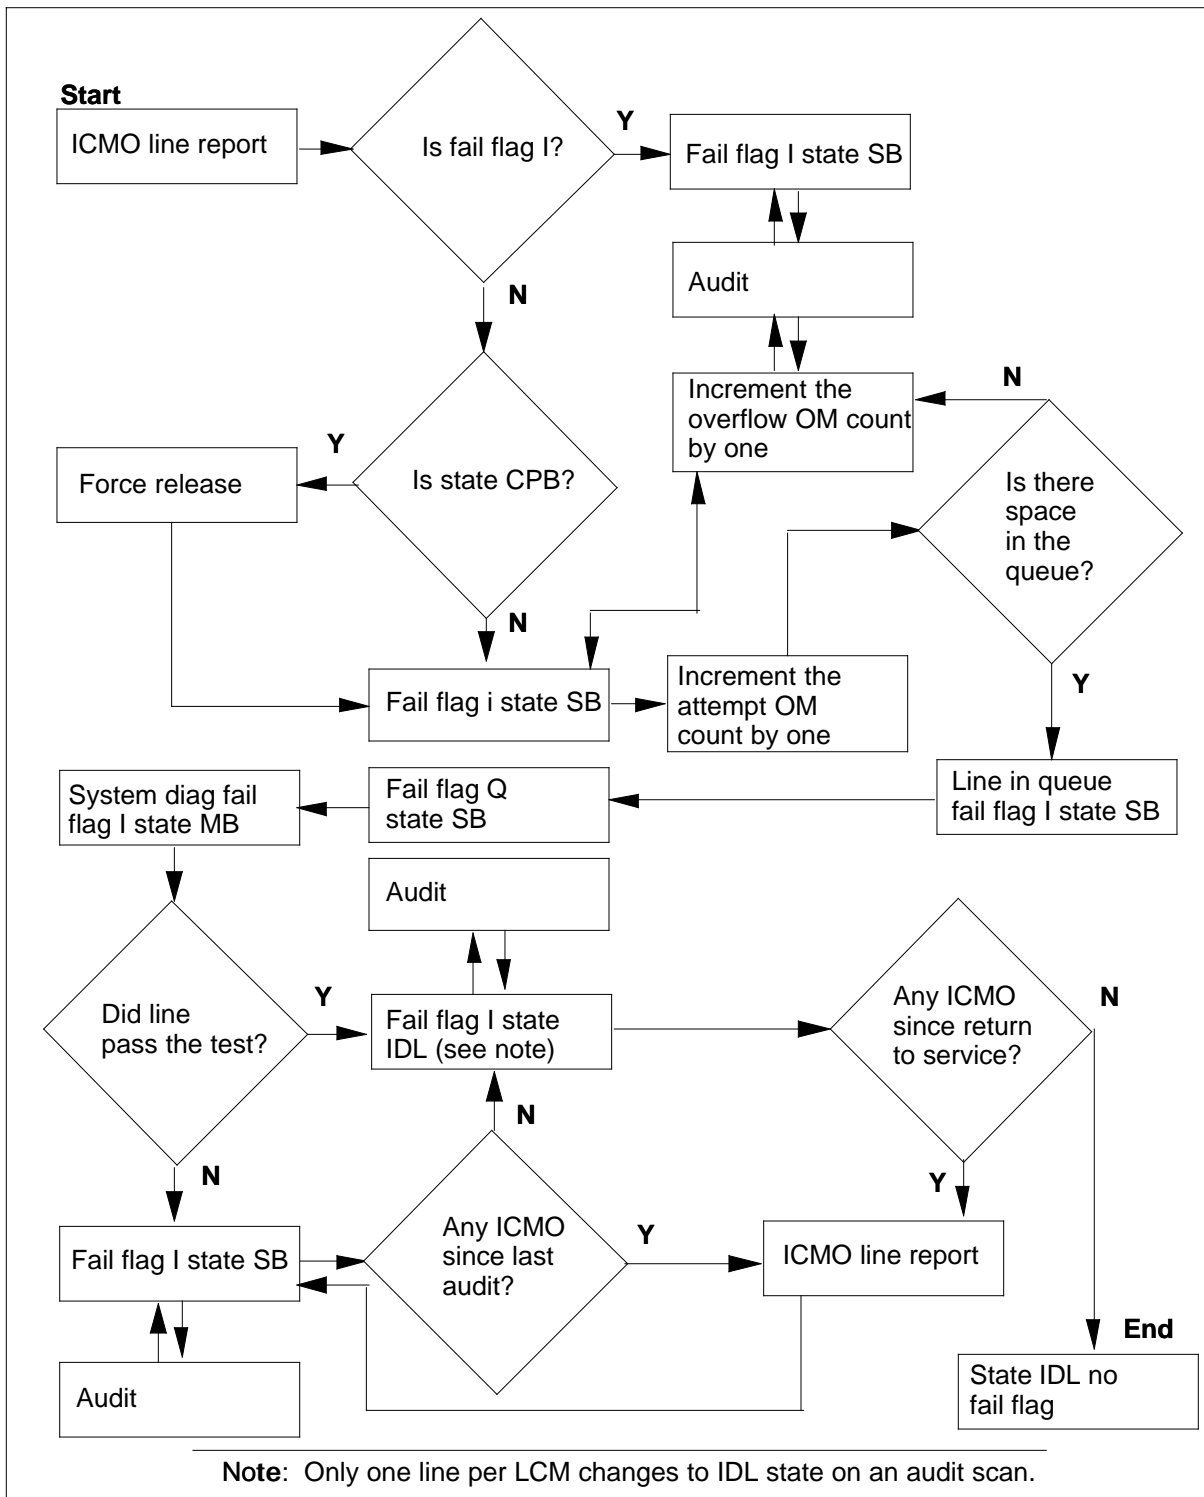 Start
ICMO line report
Is fail flag I?
Y
Fail flag I state SB
N
Audit
Increment the
overflow OM count
by one
N
Y
Force release
Is state CPB?
Is there
space
in the
queue?
N
Fail flag i state SB
Increment the
attempt OM
count by one
Y
Line in queue
fail flag I state SB
Fail flag Q
state SB
System diag fail
flag I state MB
Audit
Did line
pass the test?
Y
Fail flag I state
IDL (see note)
Any ICMO
since return
to service?
N
N
N
Y
Fail flag I state SB
Any ICMO
since last
audit?
Y
ICMO line report
Audit
End
State IDL no
fail flag
Note: Only one line per LCM changes to IDL state on an audit scan.